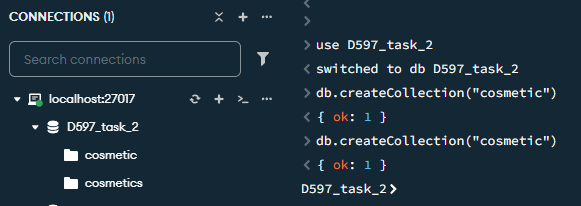 CONNECTIONS (1)
Search connections
localhost:27017
D597_task_2
cosmetic
cosmetics
use D597_task_2
switched to db D597_task_2
db.createCollection("cosmetic")
{ ok: 1 }
db.createCollection("cosmetic")
{ ok: 1 }
D597_task_2>